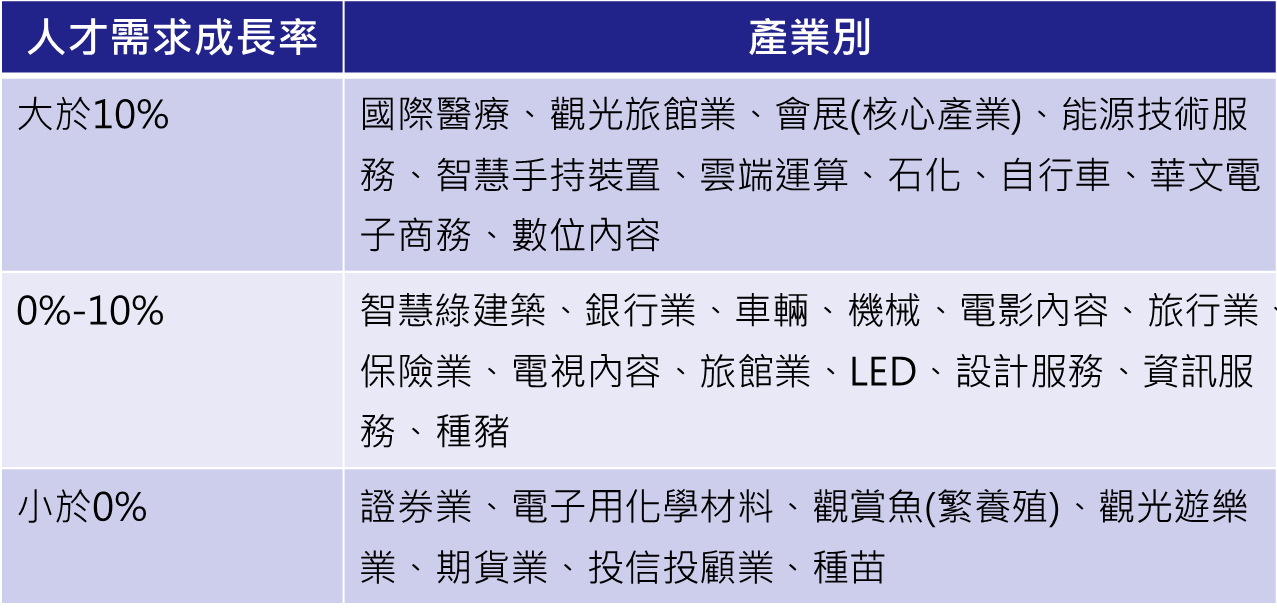 人才需求成長率 產業別
大於10% 國際醫療、觀光旅館業、會展(核心產業)、能源技術服
務、智慧手持裝置、雲端運算、石化、自行車、華文電
子商務、數位內容
0%-10% 智慧綠建築、銀行業、車輛、機械、電影內容、旅行業、
保險業、電視內容、旅館業、LED、設計服務、資訊服
務、種豬
小於0% 證券業、電子用化學材料、觀賞魚(繁養殖)、觀光遊樂
業、期貨業、投信投顧業、種苗